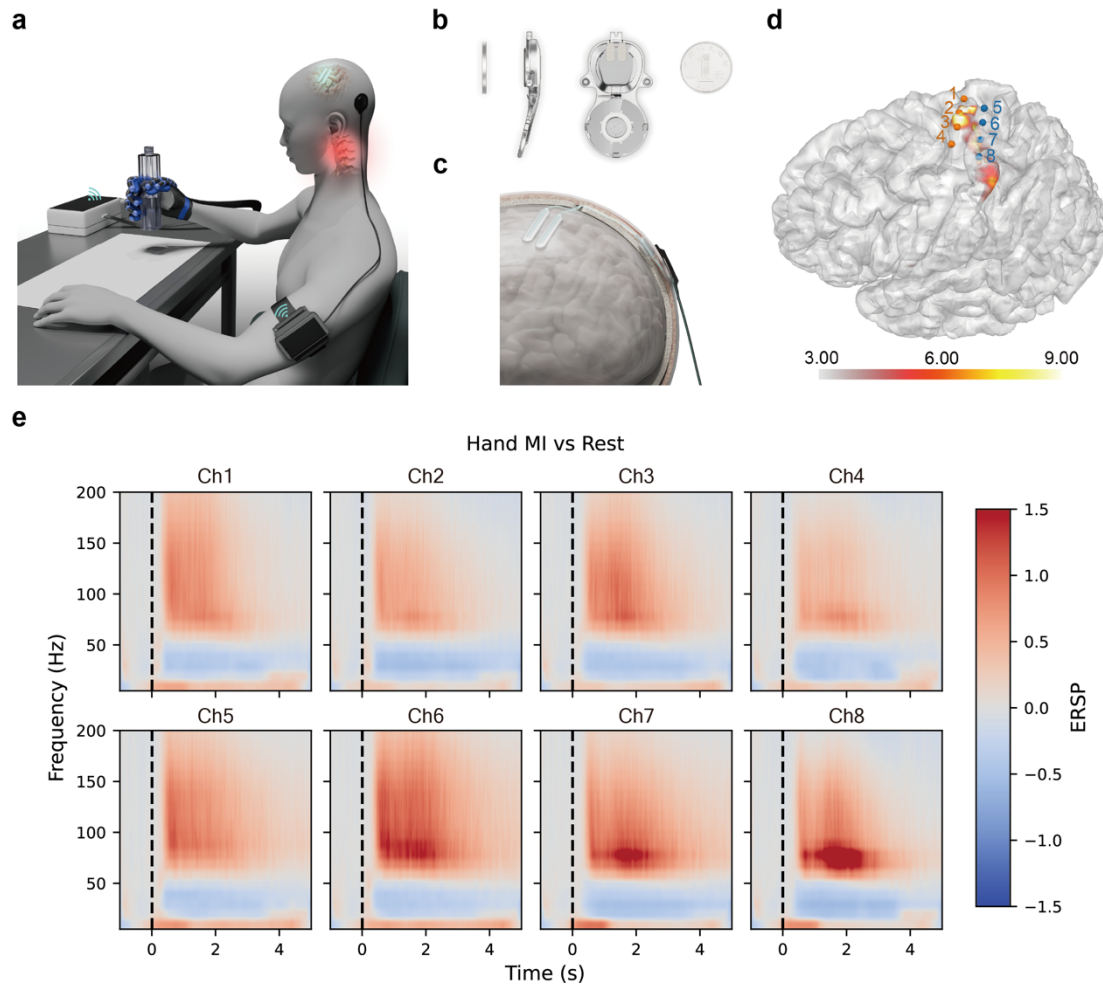 a
b
c
d
1
2
3
4
5
6
7
8
3.00 6.00 9.00
e
Hand MI vs Rest
Ch1 Ch2 Ch3 Ch4
200
150
100
50
Ch5 Ch6 Ch7 Ch8
200
150
100
50
0 2 4 0 2 4 0 2 4 0 2 4
Frequency (Hz)
Time (s)
1.5
1.0
0.5
0.0
−0.5
−1.0
−1.5
ERSP